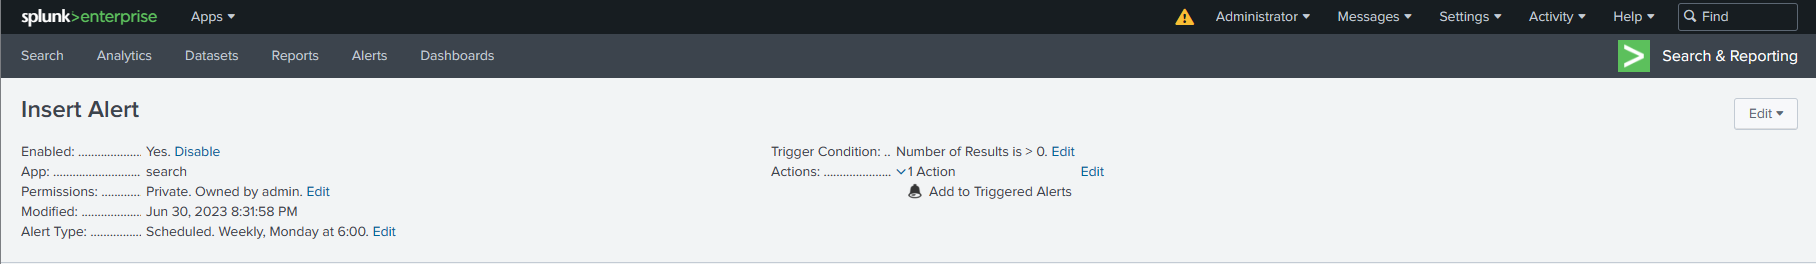 splunk>enterprise Apps Administrator Messages Settings Activity Help Find
Search Analytics Datasets Reports Alerts Dashboards Search & Reporting
Insert Alert
Edit
Enabled: .................... Yes. Disable
App: ........................... search
Permissions: ............ Private. Owned by admin. Edit
Modified: ................... Jun 30, 2023 8:31:58 PM
Alert Type: ................ Scheduled. Weekly, Monday at 6:00. Edit
Trigger Condition: .. Number of Results is > 0. Edit
Actions: ..................... 1 Action Edit
Add to Triggered Alerts